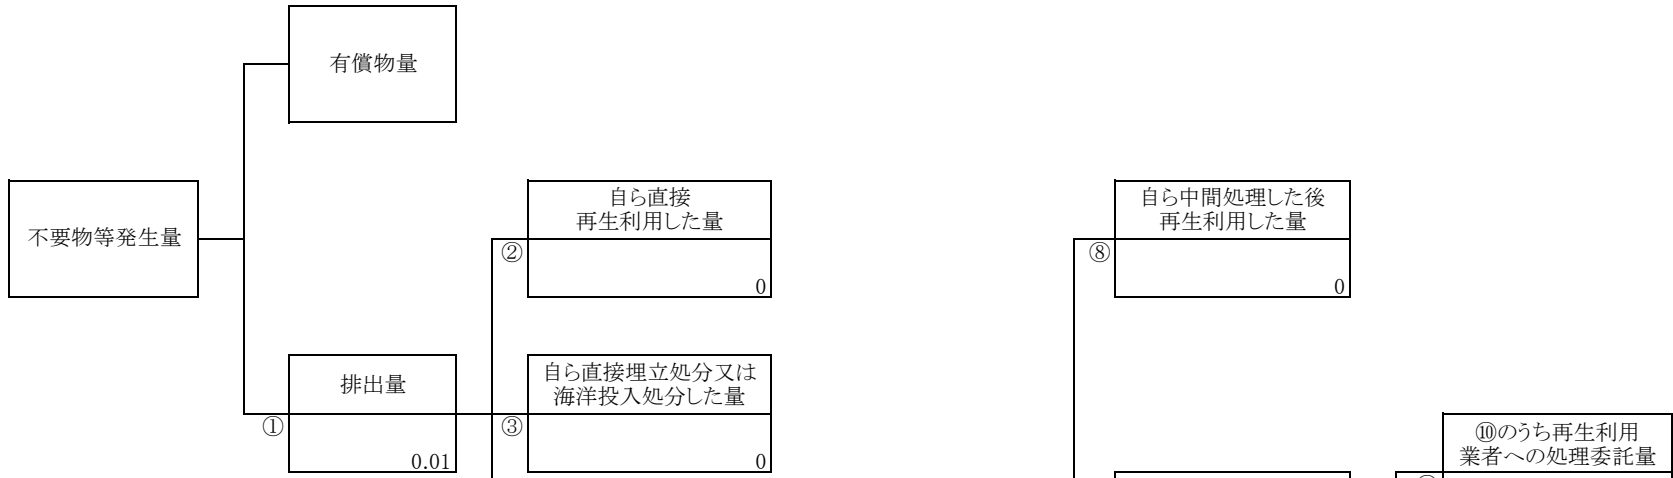 有償物量
不要物等発生量
自ら直接
再生利用した量
②
0
自ら中間処理した後
再生利用した量
⑧
0
排出量
①
0.01
自ら直接埋立処分又は
海洋投入処分した量
③
0
⑩のうち再生利用
業者への処理委託量